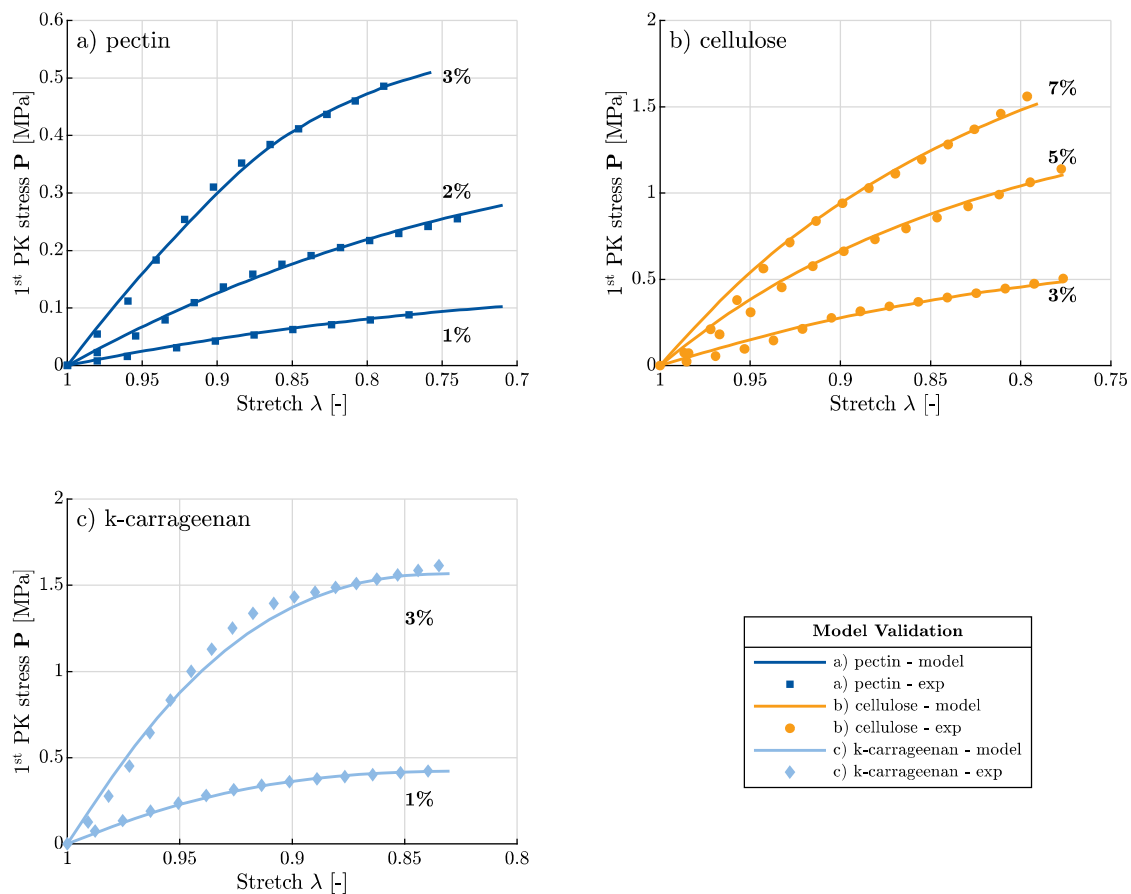 a) pectin
3%
2%
1%
0.6
0.5
0.4
0.3
0.2
0.1
0
1 0.95 0.9 0.85 0.8 0.75 0.7
Stretch λ [-]
1st PK stress P [MPa]
b) cellulose
7%
5%
3%
2
1.5
1
0.5
0
1 0.95 0.9 0.85 0.8 0.75
Stretch λ [-]
1st PK stress P [MPa]
c) k-carrageenan
3%
1%
2
1.5
1
0.5
0
1 0.95 0.9 0.85 0.8
Stretch λ [-]
1st PK stress P [MPa]
Model Validation
a) pectin - model
a) pectin - exp
b) cellulose - model
b) cellulose - exp
c) k-carrageenan - model
c) k-carrageenan - exp